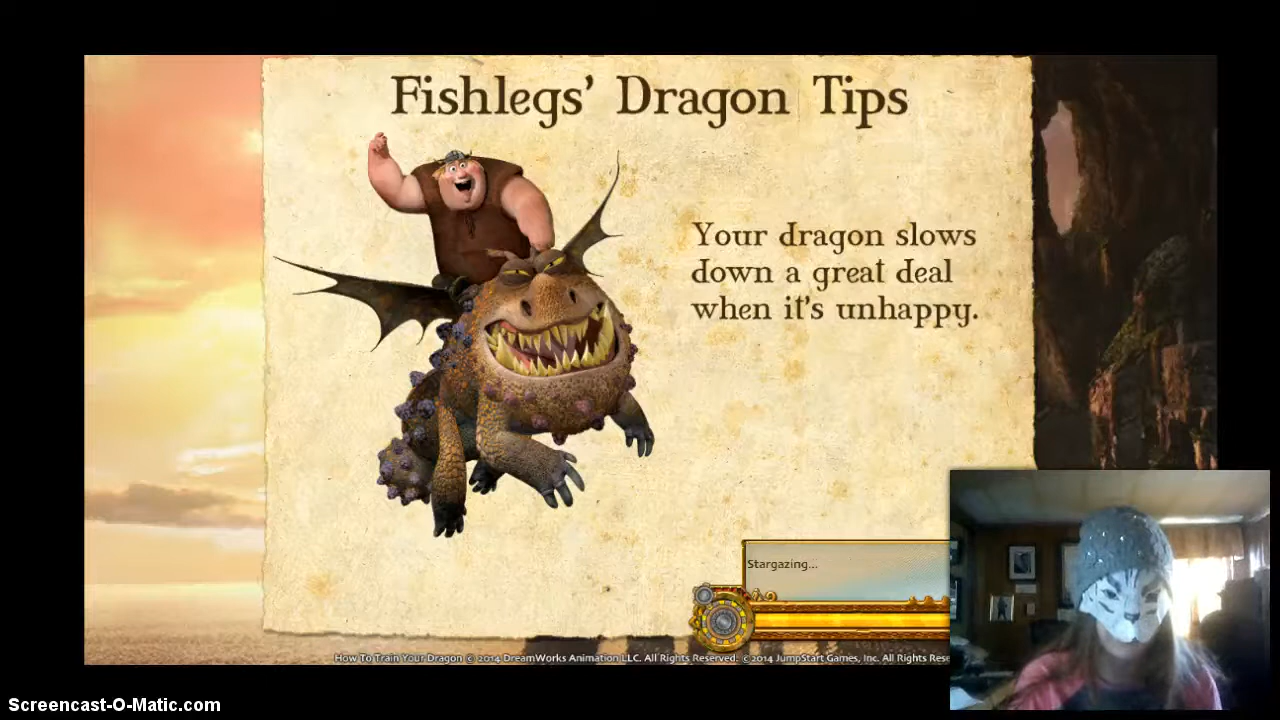 Fishlegs' Dragon Tips
Your dragon slows
down a great deal
when it's unhappy.
Stargazing...
How To Train Your Dragon © 2014 DreamWorks Animation LLC. All Rights Reserved. © 2014 JumpStart Games, Inc. All Rights Rese
Screencast-O-Matic.com